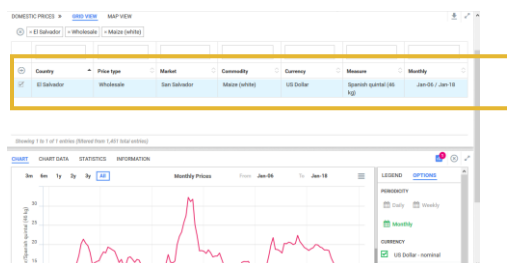 DOMESTIC PRICES » GRID VIEW MAP VIEW
» El Salvador » Wholesale » Maize (white)
Country Price type Market Commodity Currency Measure Monthly
El Salvador Wholesale San Salvador Maize (white) US Dollar Spanish quintal (46 kg) Jan-06 / Jan-18
Showing 1 to 1 of 1 entries (filtered from 1,451 total entries)
CHART CHART DATA STATISTICS INFORMATION
3m 6m 1y 2y 3y All Monthly Prices From Jan-06 To Jan-18
LEGEND OPTIONS
PERIODICITY
Daily Weekly
Monthly
CURRENCY
US Dollar - nominal
/Spanish quintal (46 kg)
30
25
20
15